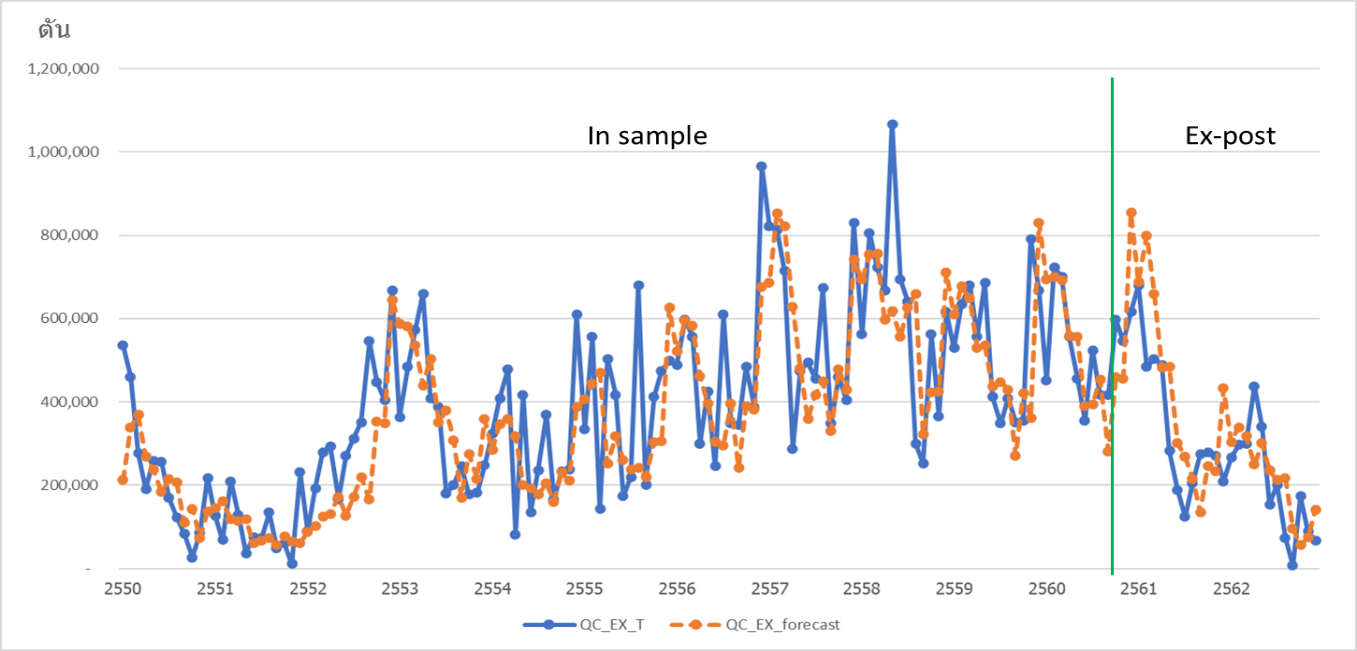 ตัน
1,200,000
1,000,000
800,000
600,000
400,000
200,000
-
In sample
Ex-post
2550 2551 2552 2553 2554 2555 2556 2557 2558 2559 2560 2561 2562
QC_EX_T QC_EX_forecast